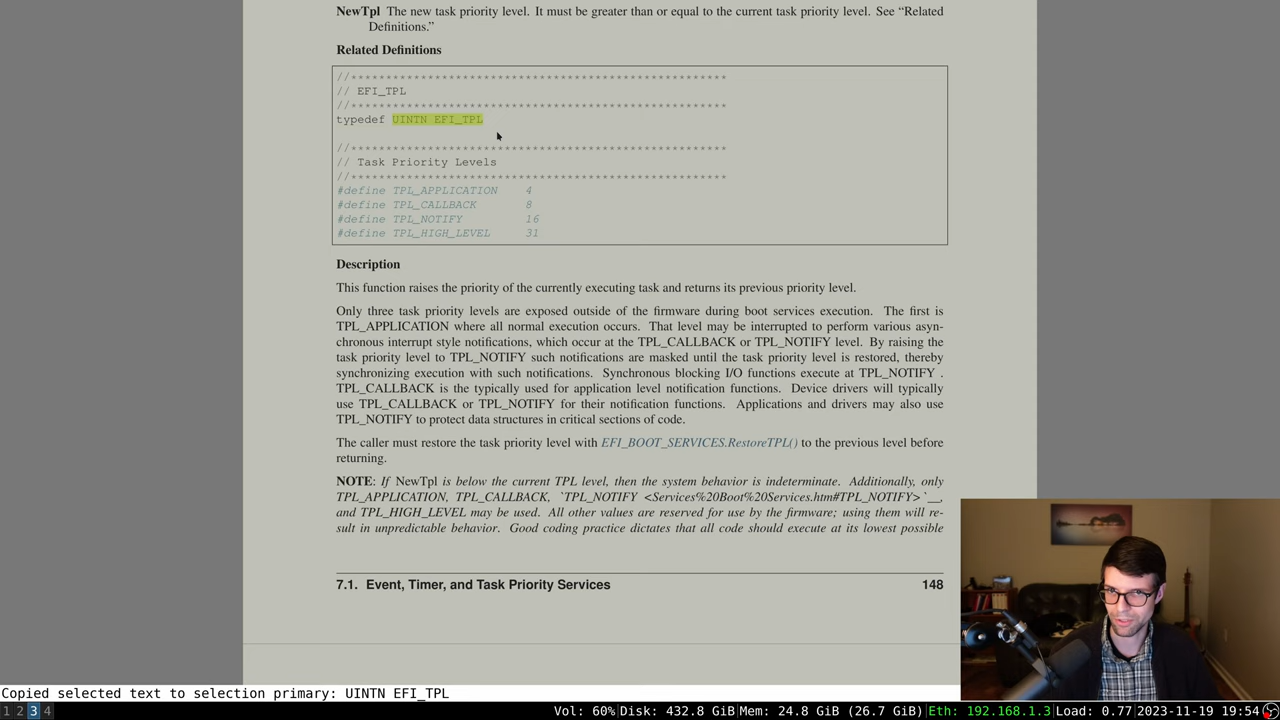 NewTpl The new task priority level. It must be greater than or equal to the current task priority level. See “Related
Definitions.”
Related Definitions
//******************************************************
// EFI_TPL
//******************************************************
typedef UINTN EFI_TPL
//******************************************************
// Task Priority Levels
//******************************************************
#define TPL_APPLICATION 4
#define TPL_CALLBACK 8
#define TPL_NOTIFY 16
#define TPL_HIGH_LEVEL 31
Description
This function raises the priority of the currently executing task and returns its previous priority level.
Only three task priority levels are exposed outside of the firmware during boot services execution. The first is
TPL_APPLICATION where all normal execution occurs. That level may be interrupted to perform various asyn-
chronous interrupt style notifications, which occur at the TPL_CALLBACK or TPL_NOTIFY level. By raising the
task priority level to TPL_NOTIFY such notifications are masked until the task priority level is restored, thereby
synchronizing execution with such notifications. Synchronous blocking I/O functions execute at TPL_NOTIFY .
TPL_CALLBACK is the typically used for application level notification functions. Device drivers will typically
use TPL_CALLBACK or TPL_NOTIFY for their notification functions. Applications and drivers may also use
TPL_NOTIFY to protect data structures in critical sections of code.
The caller must restore the task priority level with EFI_BOOT_SERVICES.RestoreTPL() to the previous level before
returning.
NOTE: If NewTpl is below the current TPL level, then the system behavior is indeterminate. Additionally, only
TPL_APPLICATION, TPL_CALLBACK, `TPL_NOTIFY <Services%20Boot%20Services.htm#TPL_NOTIFY>`__,
and TPL_HIGH_LEVEL may be used. All other values are reserved for use by the firmware; using them will re-
sult in unpredictable behavior. Good coding practice dictates that all code should execute at its lowest possible
7.1. Event, Timer, and Task Priority Services 148
Copied selected text to selection primary: UINTN EFI_TPL
1 2 3 4 Vol: 60% Disk: 432.8 GiB Mem: 24.8 GiB (26.7 GiB) Eth: 192.168.1.3 Load: 0.77 2023-11-19 19:54